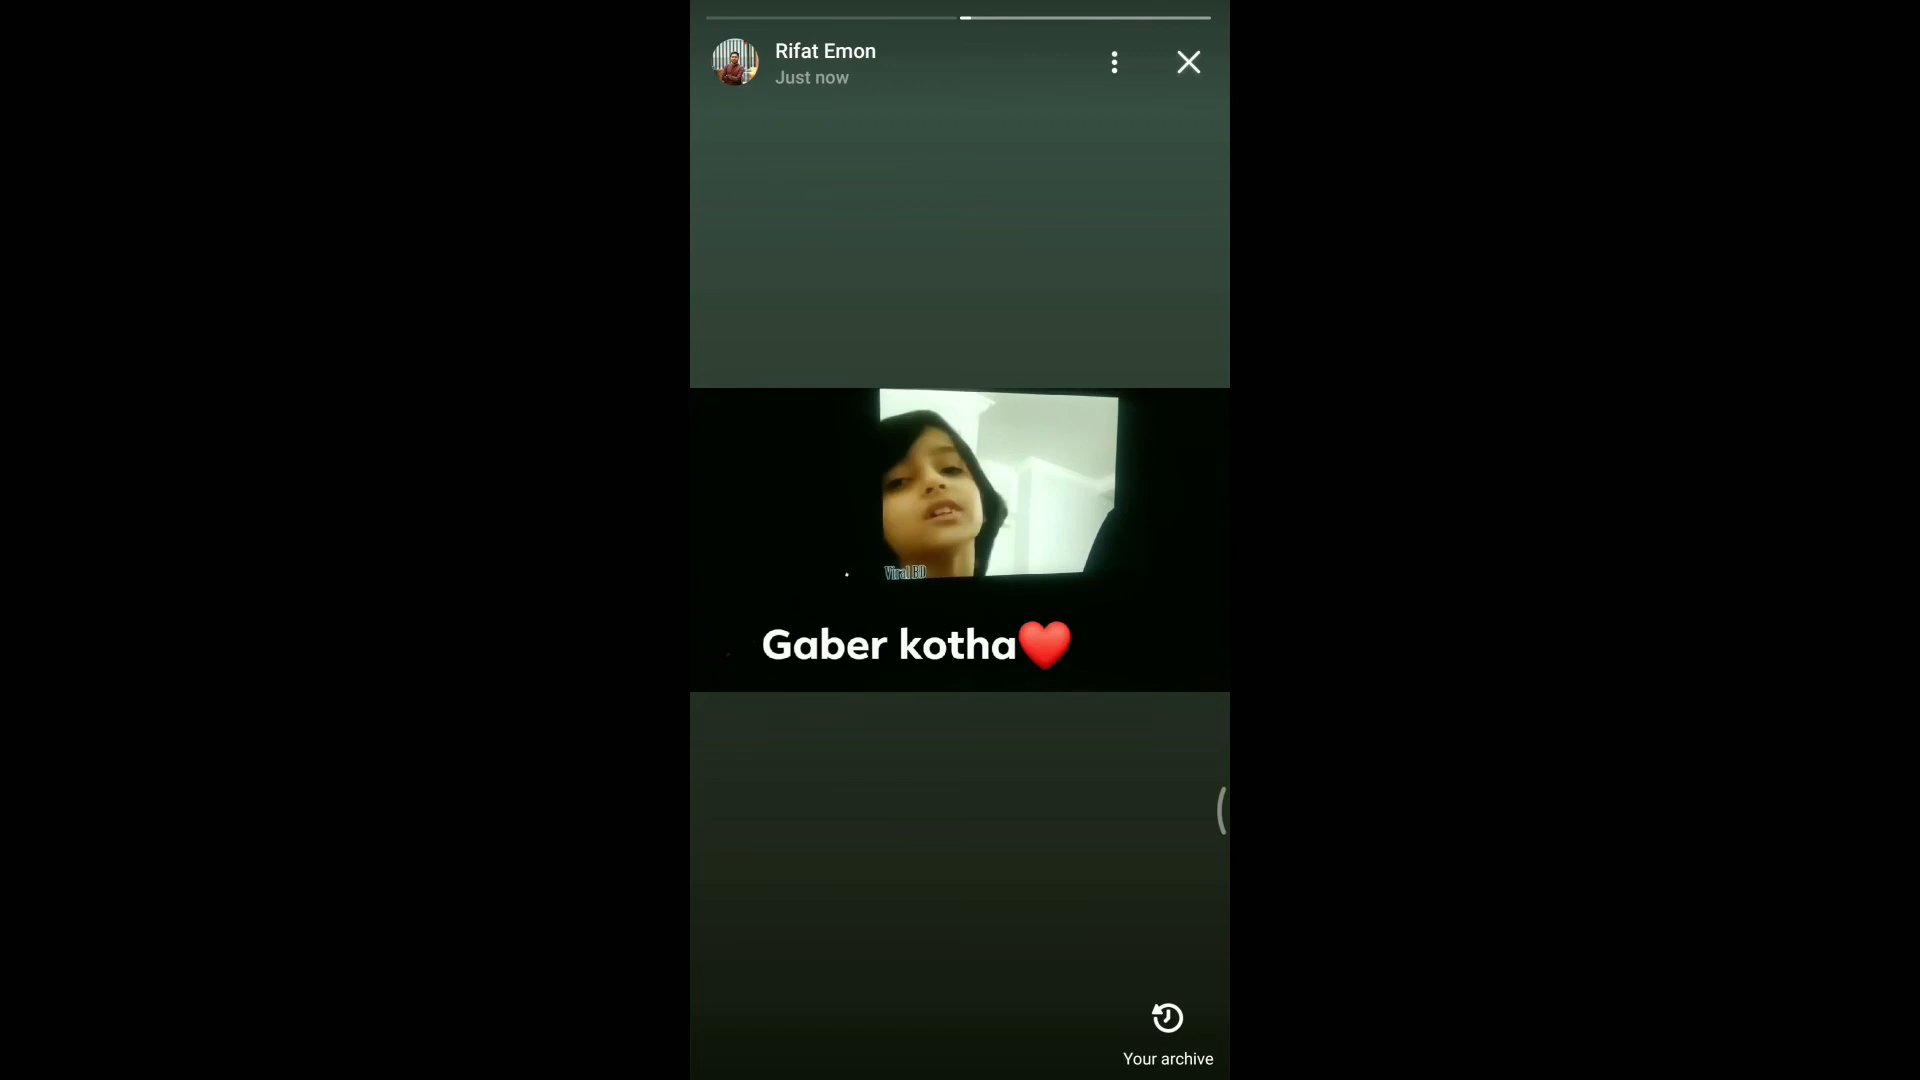 Rifat Emon
Just now
Viral BD
Gaber kotha❤️
Your archive